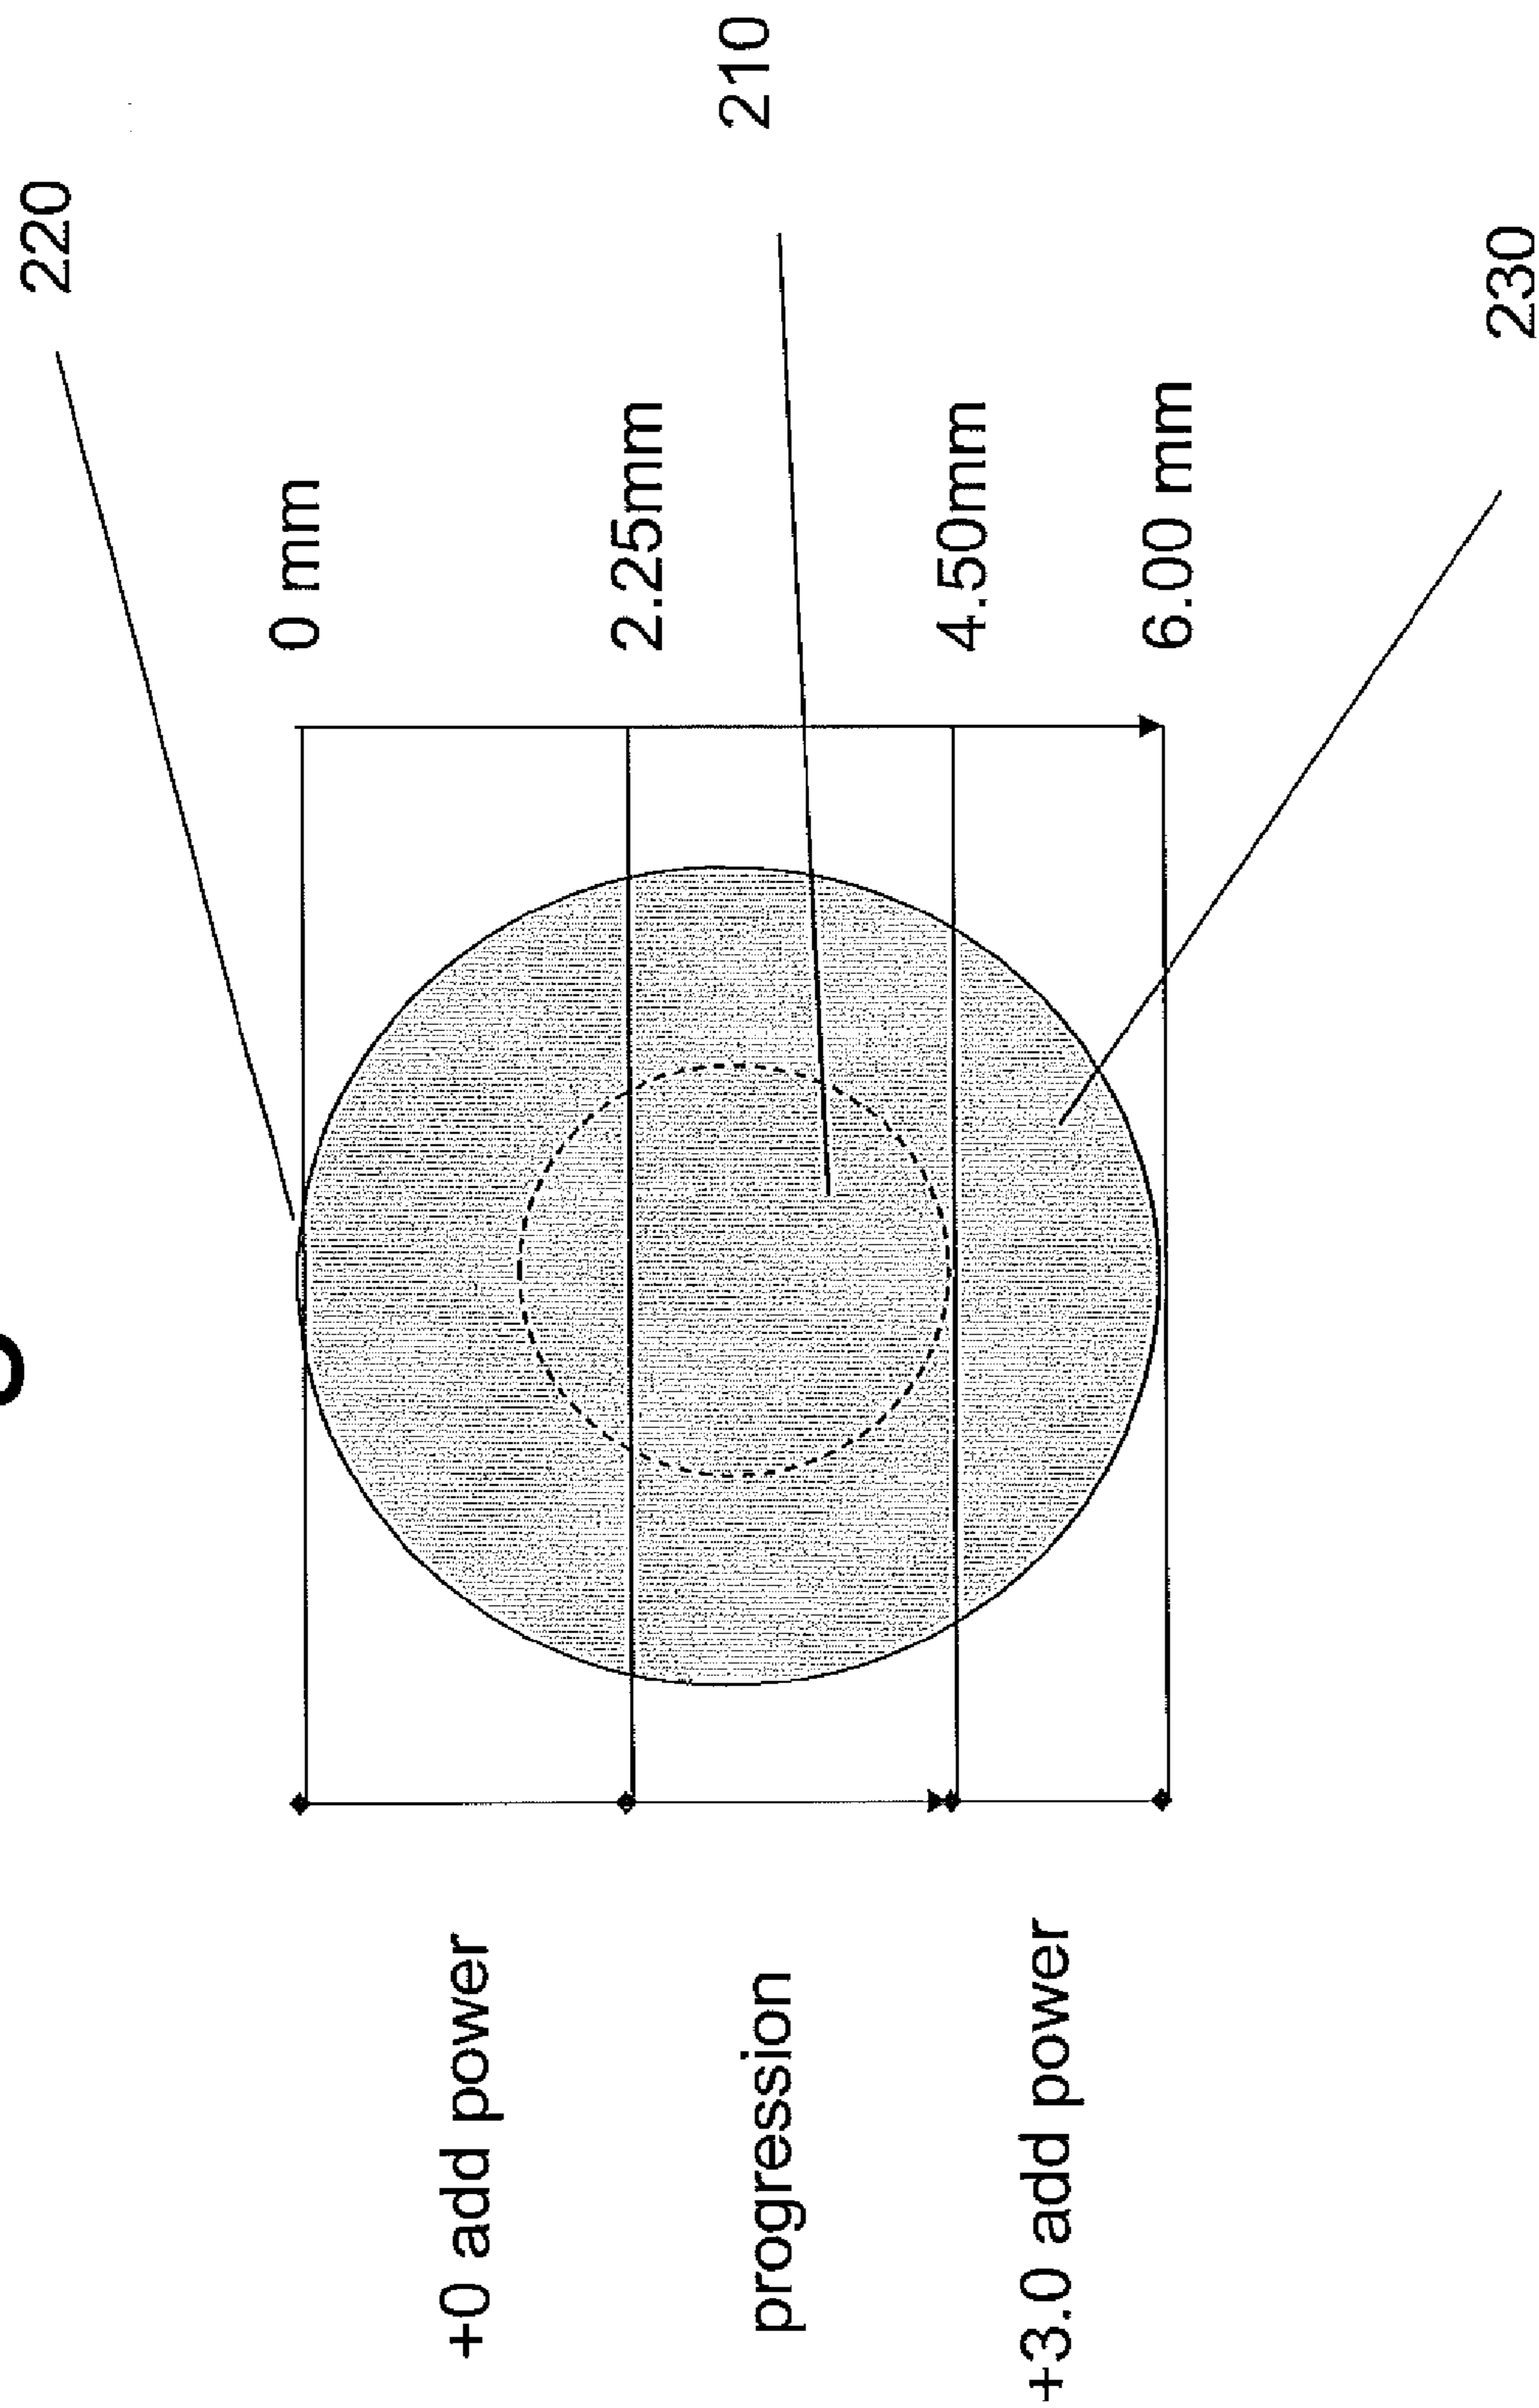 220
0 mm
+0 add power
2.25mm
210
progression
4.50mm
+3.0 add power
6.00 mm
230